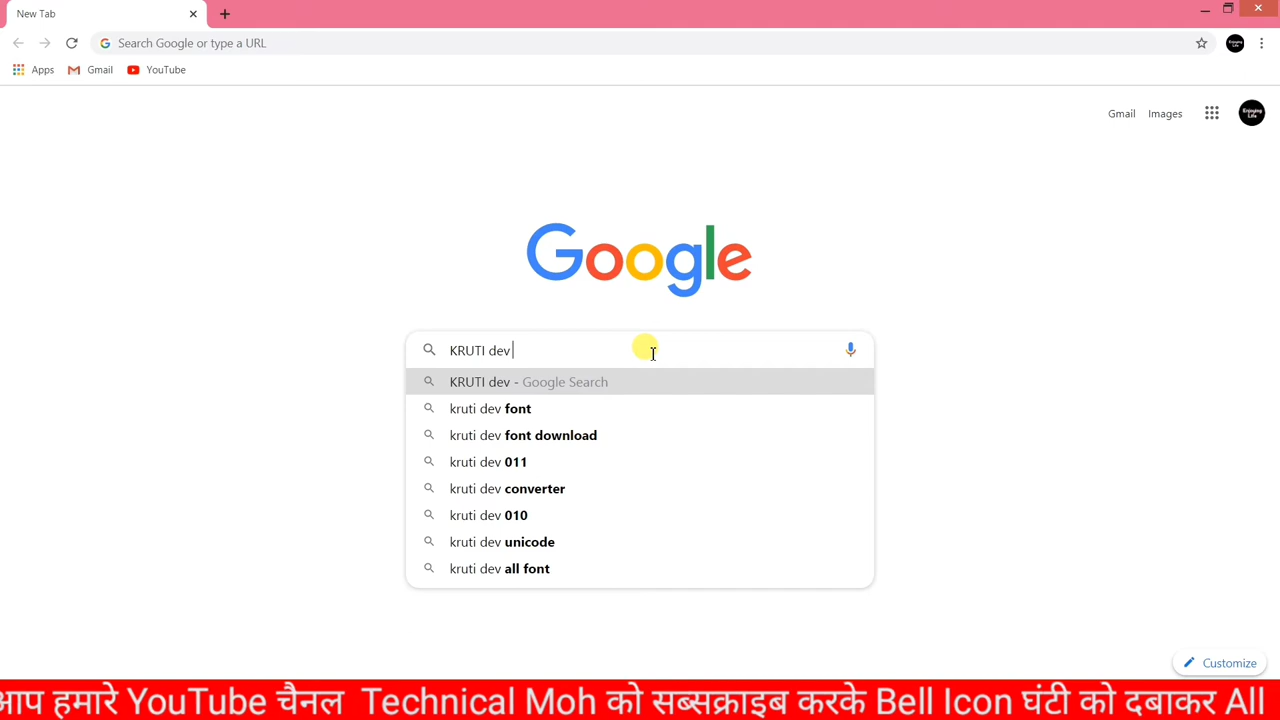 New Tab
Search Google or type a URL
Apps Gmail YouTube
Gmail Images Enjoying Life
Google
KRUTI dev
KRUTI dev - Google Search
kruti dev font
kruti dev font download
kruti dev 011
kruti dev converter
kruti dev 010
kruti dev unicode
kruti dev all font
Customize
आप हमारे YouTube चैनल Technical Moh को सब्सक्राइब करके Bell Icon घंटी को दबाकर All